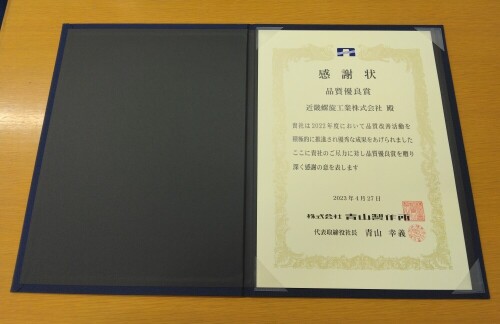 感謝状
品質優良賞
近畿螺旋工業株式会社 殿
貴社は2022年度において品質改善活動を
積極的に推進され優秀な成果をあげられました
ここに貴社のご尽力に対し品質優良賞を贈り
深く感謝の意を表します
2023年4月27日
株式会社 青山製作所
代表取締役社長 青山 幸義